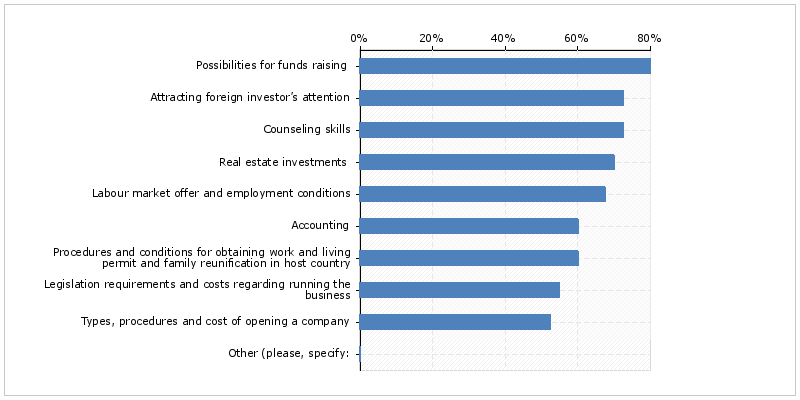 0% 20% 40% 60% 80%
Possibilities for funds raising
Attracting foreign investor's attention
Counseling skills
Real estate investments
Labour market offer and employment conditions
Accounting
Procedures and conditions for obtaining work and living
permit and family reunification in host country
Legislation requirements and costs regarding running the
business
Types, procedures and cost of opening a company
Other (please, specify: